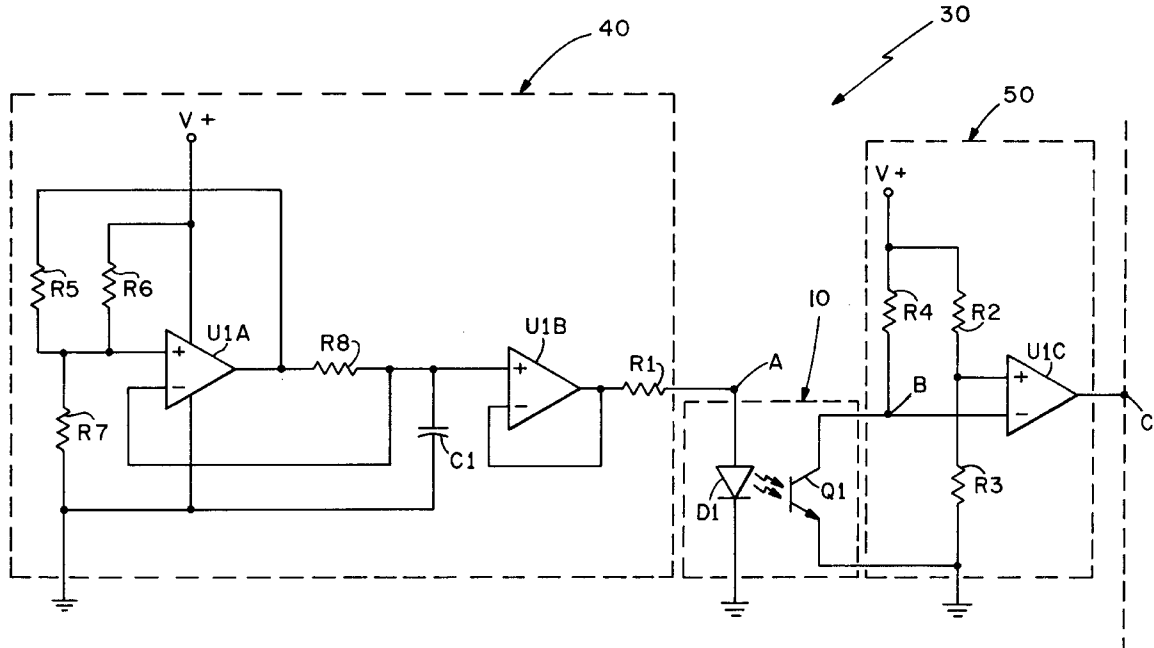 30
40
50
V +
V +
10
R5
R6
U1A
R8
U1B
R1
A
R4
R2
U1C
B
C
R7
C1
D1
Q1
R3
+
-
+
-
+
-